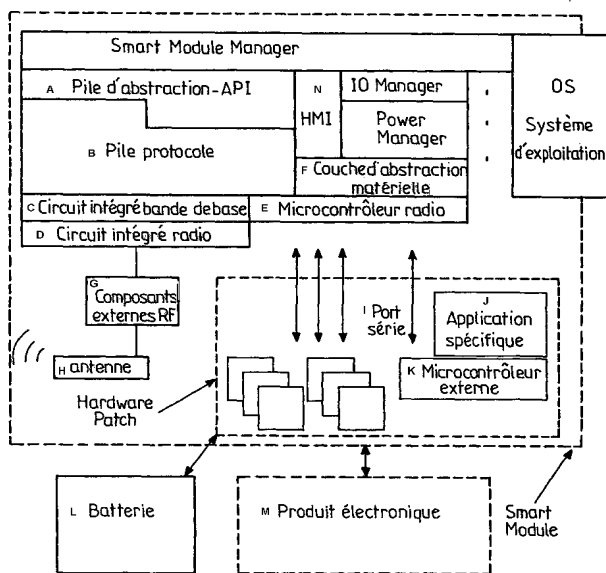 Smart Module Manager
OS
Système
d'exploitation
A Pile d'abstraction-API
N
HMI
IO Manager
Power
Manager
B Pile protocole
F Couche d'abstraction
matérielle
C Circuit intégré bande de base
E Microcontrôleur radio
D Circuit intégré radio
G
Composants
externes RF
H antenne
I Port
série
J
Application
spécifique
K Microcontrôleur
externe
Hardware
Patch
L Batterie
M Produit électronique
Smart
Module